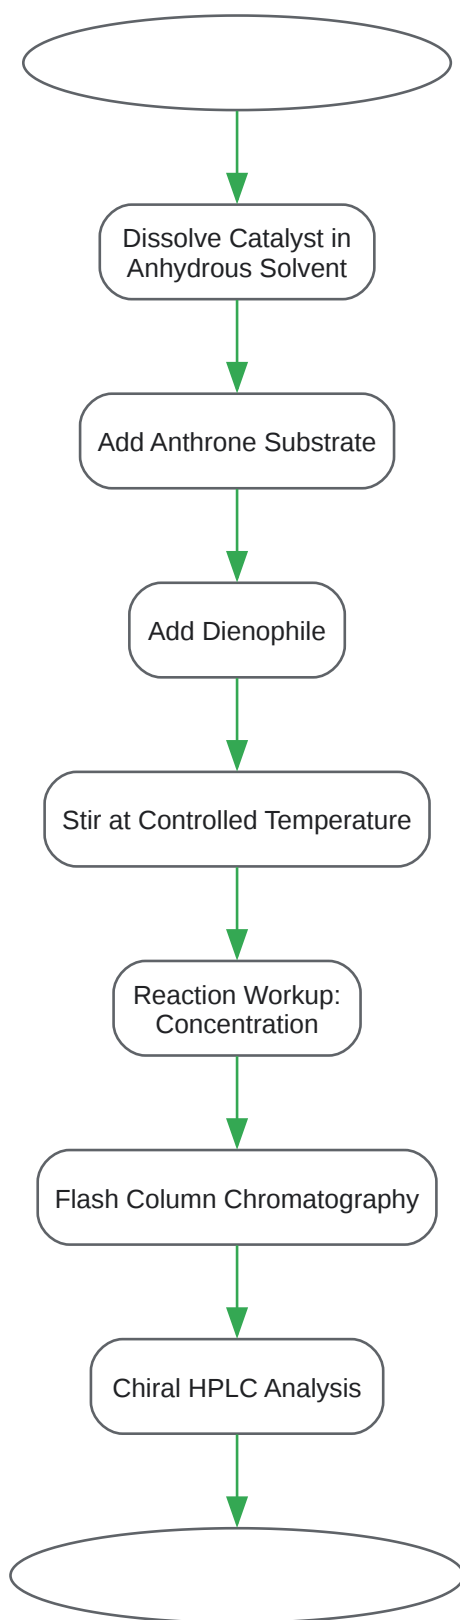 Dissolve Catalyst in
Anhydrous Solvent
Add Anthrone Substrate
Add Dienophile
Stir at Controlled Temperature
Reaction Workup:
Concentration
Flash Column Chromatography
Chiral HPLC Analysis